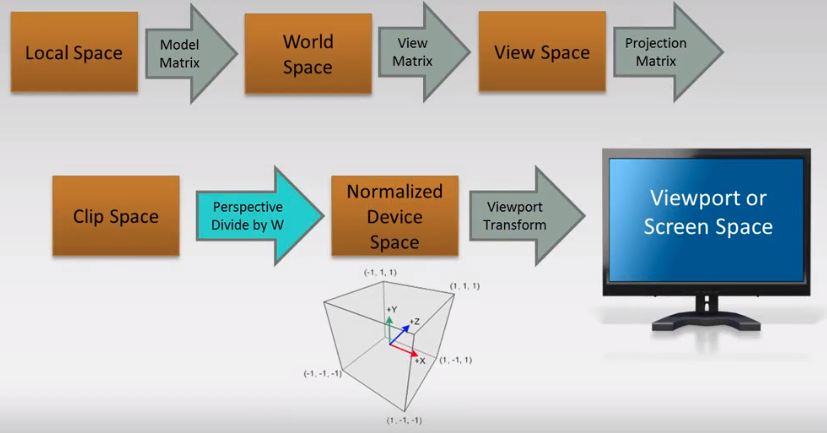 Local Space
Model
Matrix
World
Space
View
Matrix
View Space
Projection
Matrix
Clip Space
Perspective
Divide by W
Normalized
Device
Space
Viewport
Transform
Viewport or
Screen Space
(-1, 1, 1)
(1, 1, 1)
+Y
+Z
+X
(1, -1, 1)
(-1, -1, -1)
(1, -1, -1)